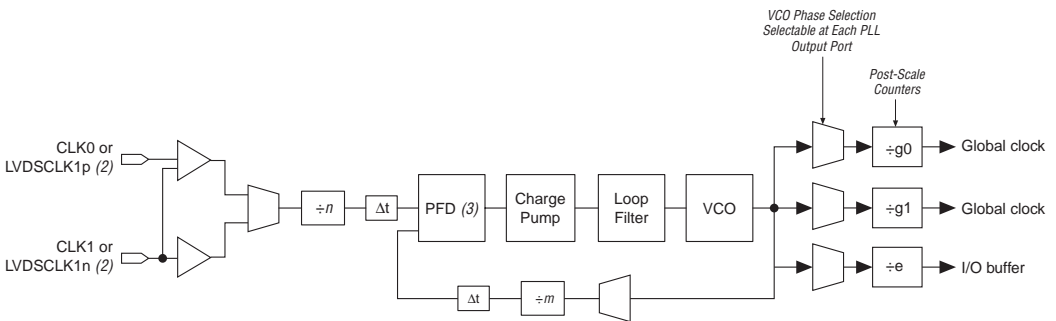 VCO Phase Selection
Selectable at Each PLL
Output Port
Post-Scale
Counters
CLK0 or
LVDSCLK1p (2)
÷n
Δt
PFD (3)
Charge
Pump
Loop
Filter
VCO
÷g0
Global clock
÷g1
Global clock
CLK1 or
LVDSCLK1n (2)
÷e
I/O buffer
Δt
÷m